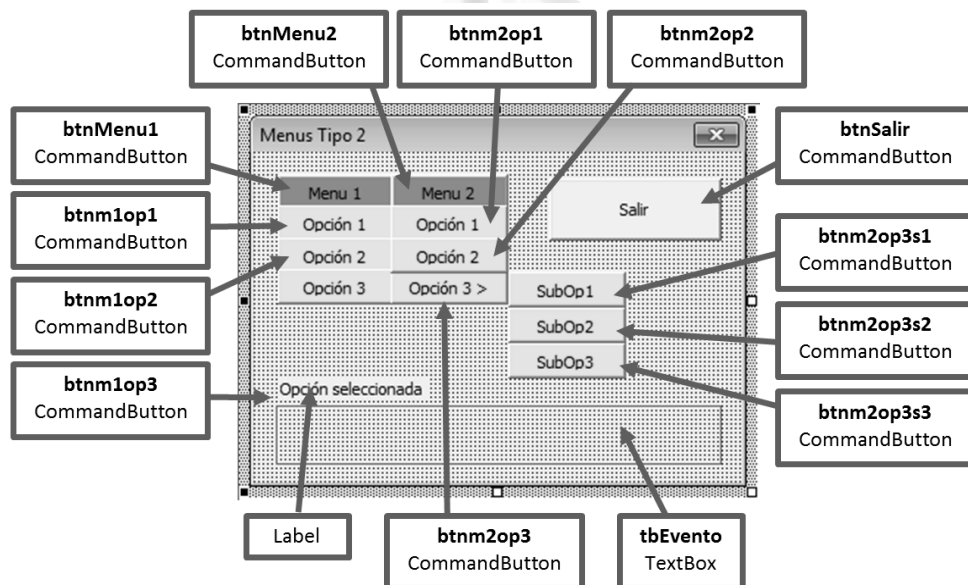 btnMenu2
CommandButton
btnm2op1
CommandButton
btnm2op2
CommandButton
btnMenu1
CommandButton
btnm1op1
CommandButton
btnm1op2
CommandButton
btnm1op3
CommandButton
Menus Tipo 2
Menu 1
Menu 2
Salir
Opción 1
Opción 1
Opción 2
Opción 2
Opción 3
Opción 3 >
SubOp1
SubOp2
SubOp3
Opción seleccionada
btnSalir
CommandButton
btnm2op3s1
CommandButton
btnm2op3s2
CommandButton
btnm2op3s3
CommandButton
Label
btnm2op3
CommandButton
tbEvento
TextBox